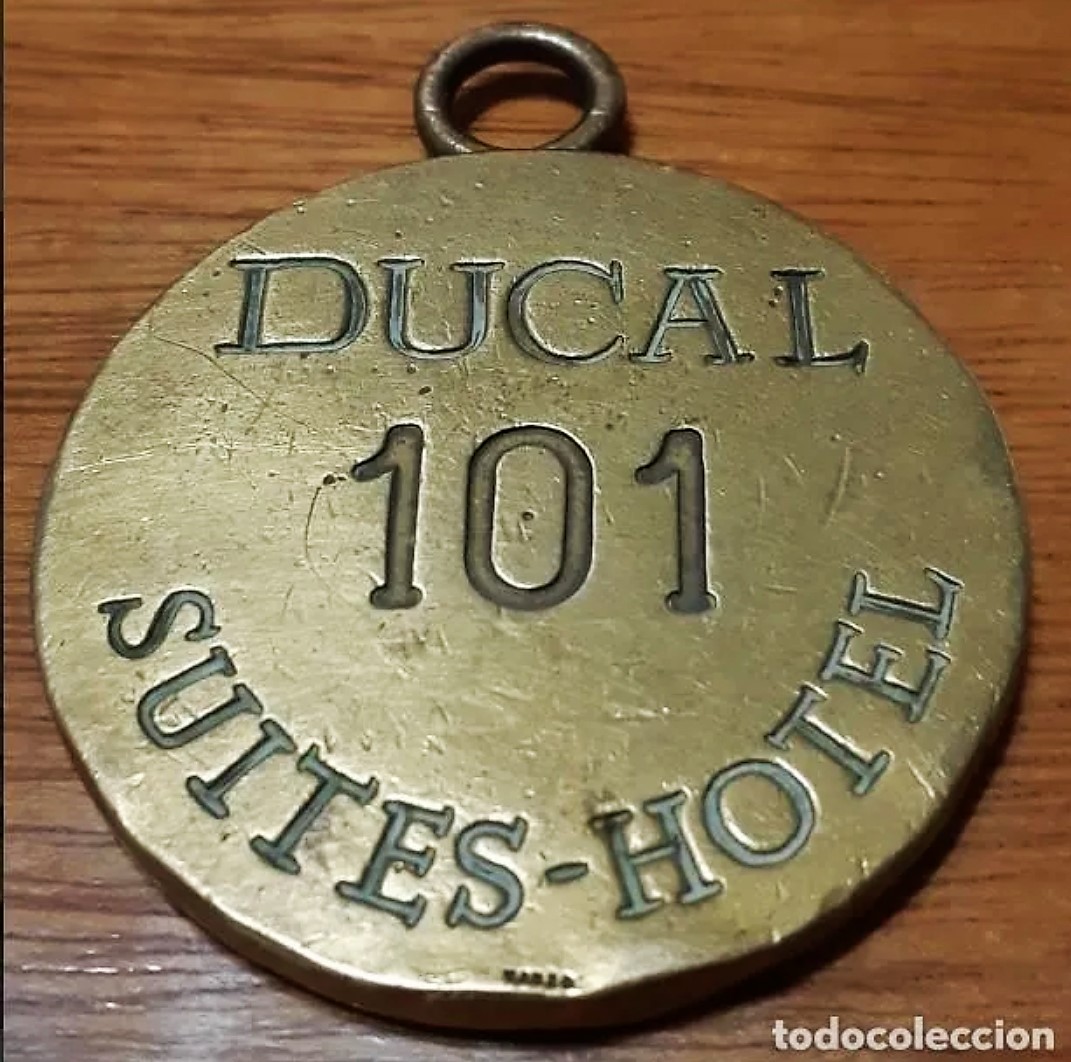 DUCAL
101
SUITES-HOTEL
todocoleccion